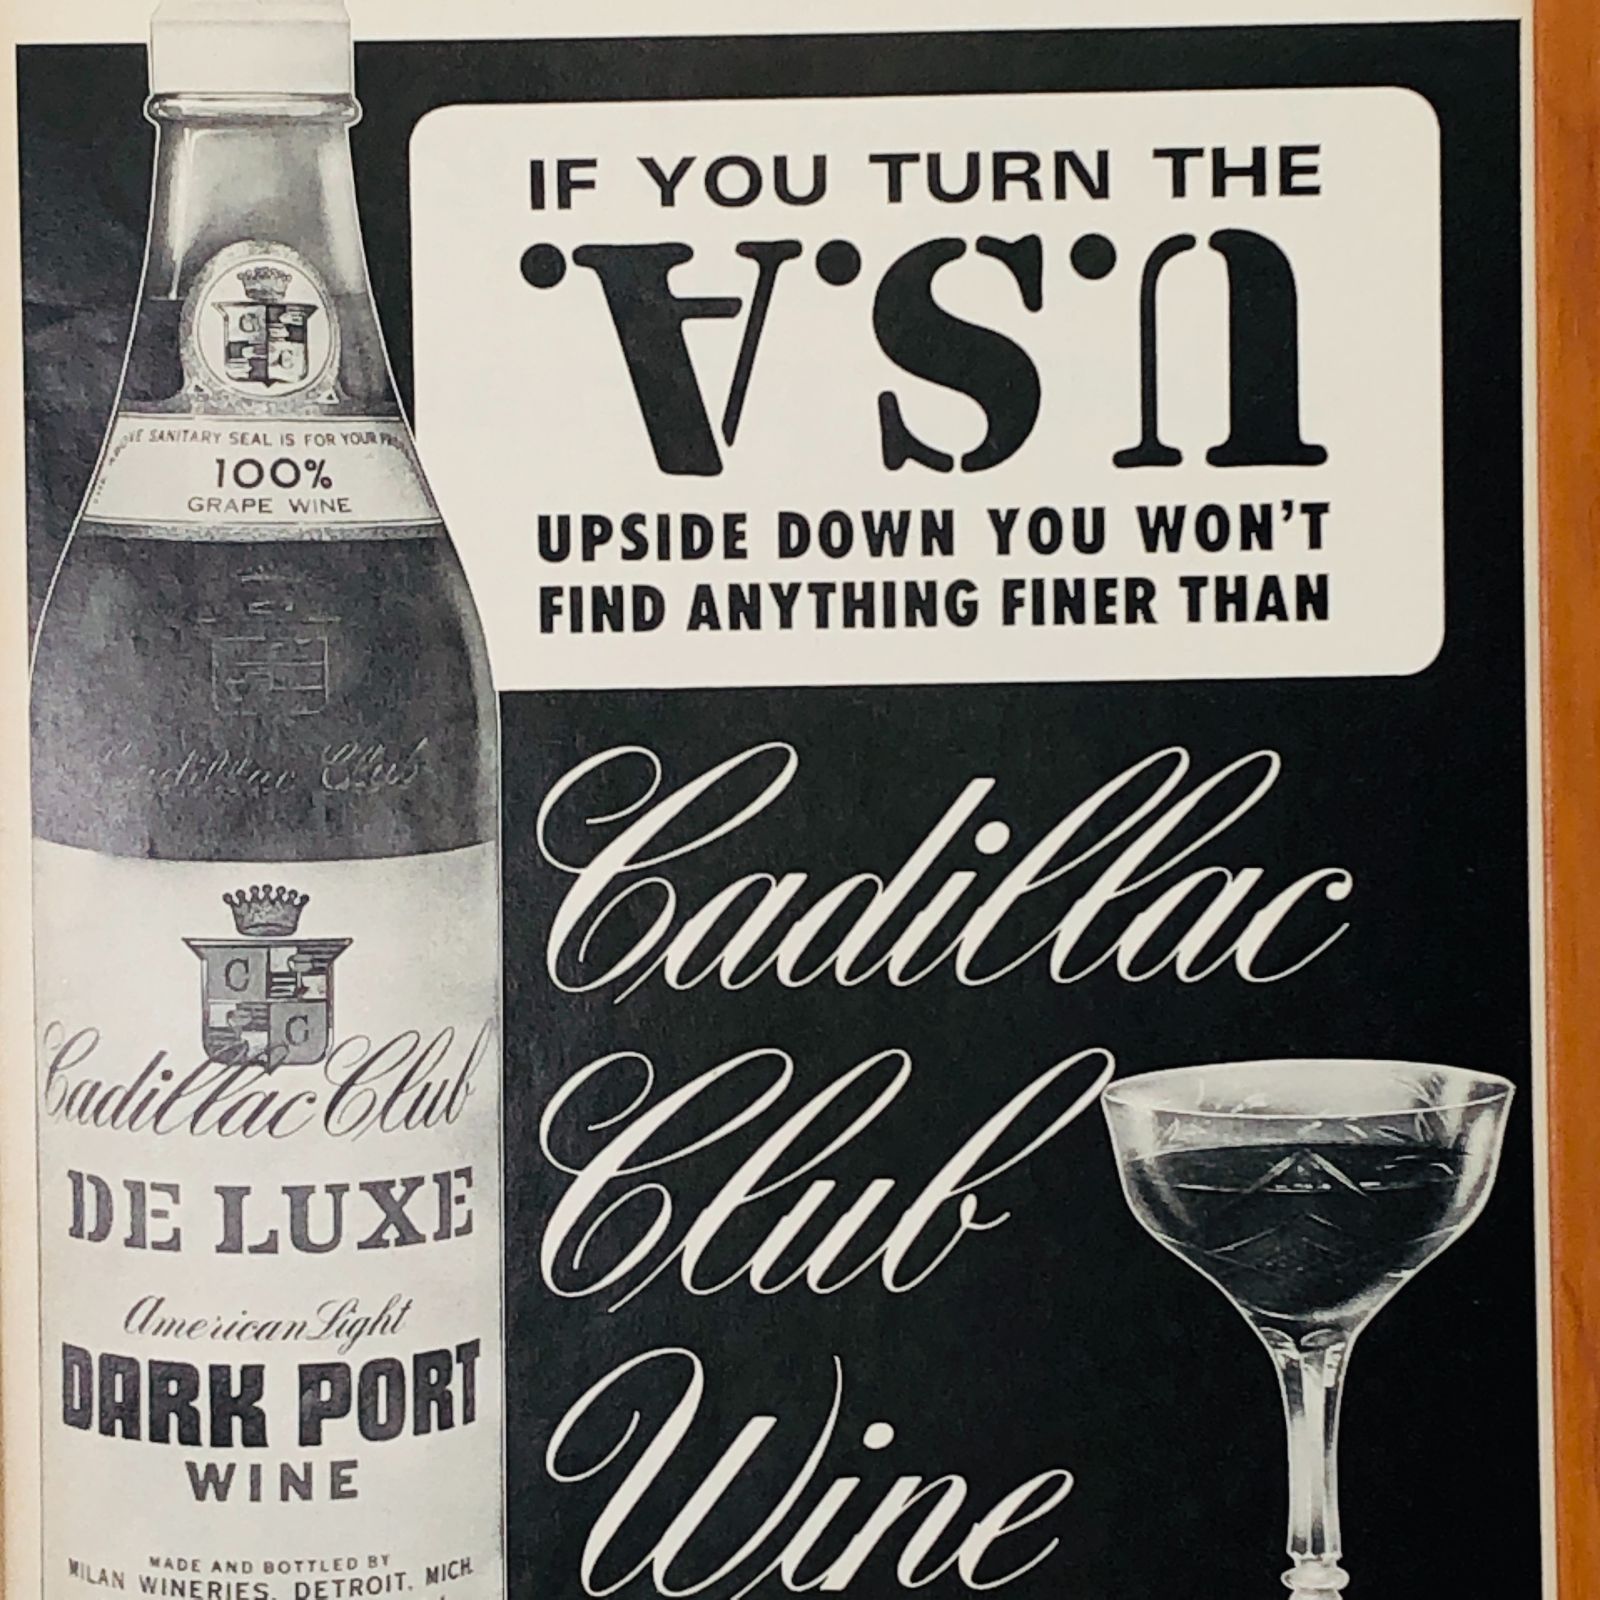 IF YOU TURN THE
U.S.A.
UPSIDE DOWN YOU WON'T
FIND ANYTHING FINER THAN
Cadillac
Club
Wine
C
C
THE ABOVE SANITARY SEAL IS FOR YOUR
100%
GRAPE WINE
Cadillac Club
C
C
Cadillac Club
DE LUXE
American Light
DARK PORT
WINE
MADE AND BOTTLED BY
MILAN WINERIES, DETROIT, MICH.